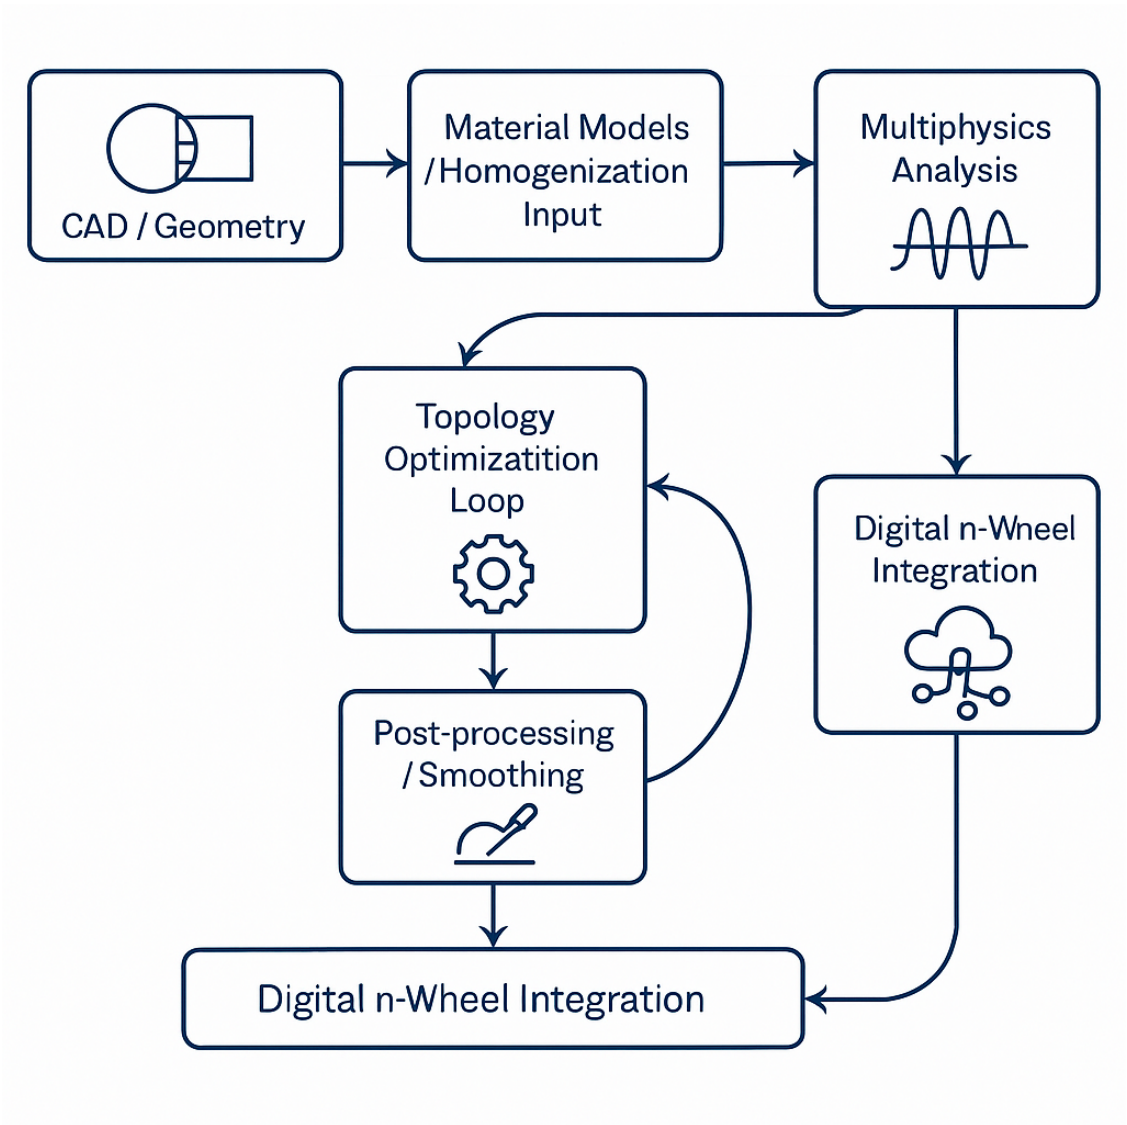 CAD / Geometry
Material Models
/Homogenization
Input
Multiphysics
Analysis
Topology
Optimizatition
Loop
Digital n-Wneel
Integration
Post-processing
/Smoothing
Digital n-Wheel Integration